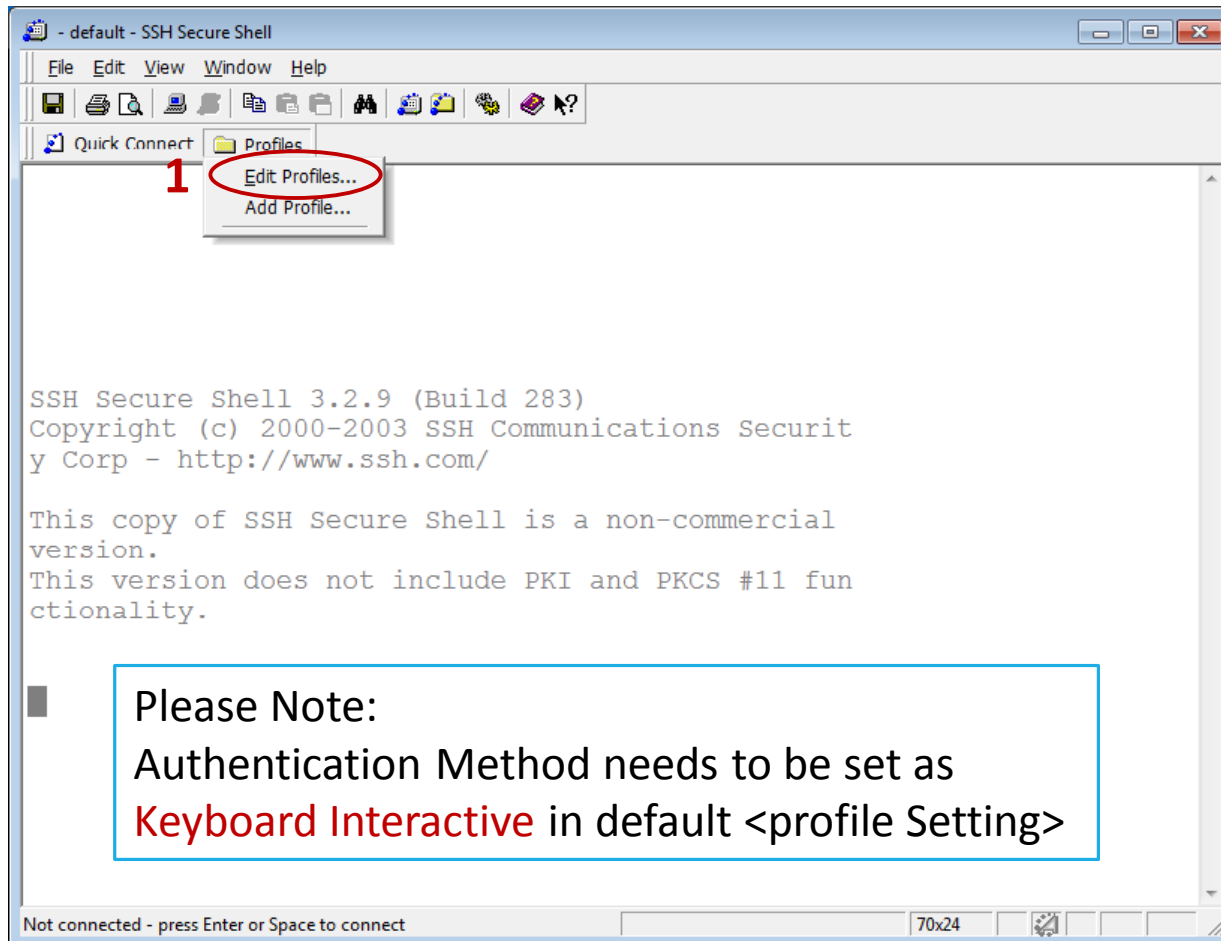 - default - SSH Secure Shell
File Edit View Window Help
Quick Connect Profiles
1
Edit Profiles...
Add Profile...
SSH Secure Shell 3.2.9 (Build 283)
Copyright (c) 2000-2003 SSH Communications Securit
y Corp - http://www.ssh.com/
This copy of SSH Secure Shell is a non-commercial
version.
This version does not include PKI and PKCS #11 fun
ctionality.
Please Note:
Authentication Method needs to be set as
Keyboard Interactive in default <profile Setting>
Not connected - press Enter or Space to connect
70x24